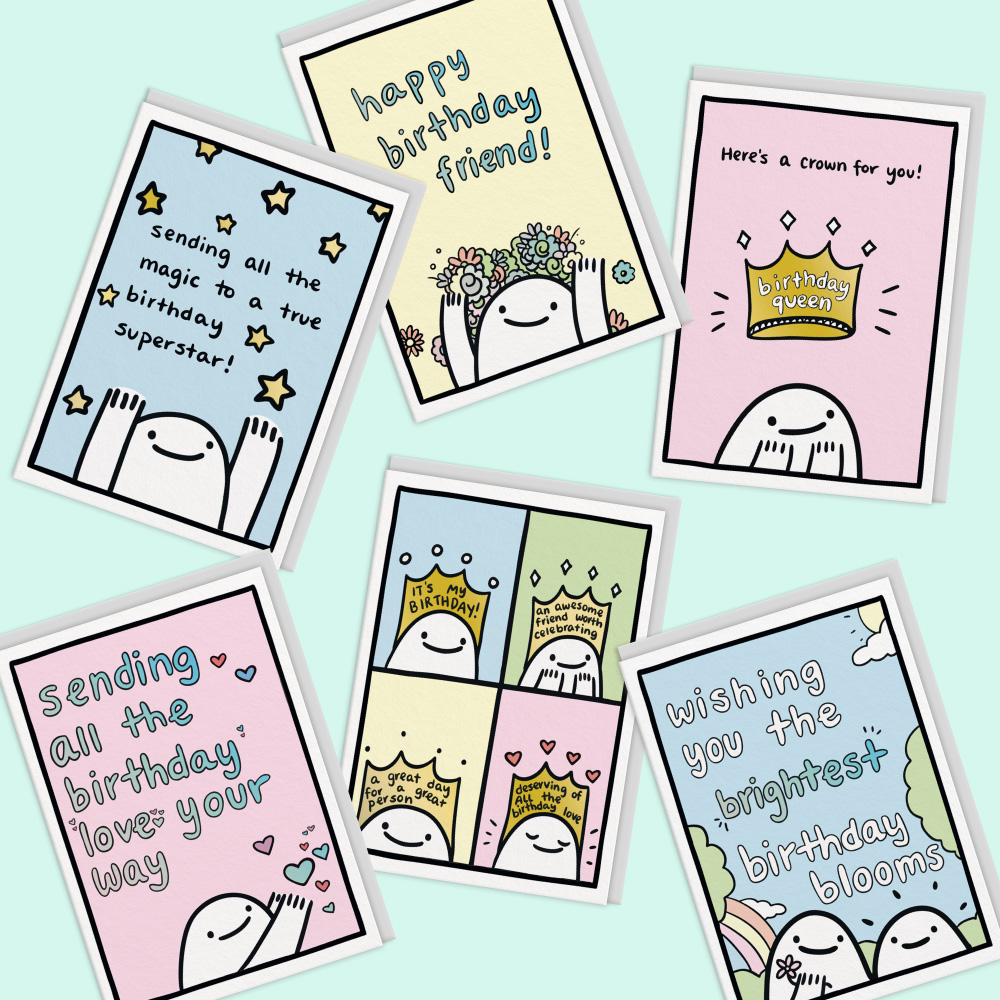 happy
birthday
friend!
sending all the
magic to a true
birthday
superstar!
Here's a crown for you!
birthday
queen
sending
all the
birthday
love your
way
IT'S MY
BIRTHDAY!
an awesome
friend worth
celebrating
a great day
for a great
person
deserving of
ALL the
birthday love
wishing
you the
brightest
birthday
blooms